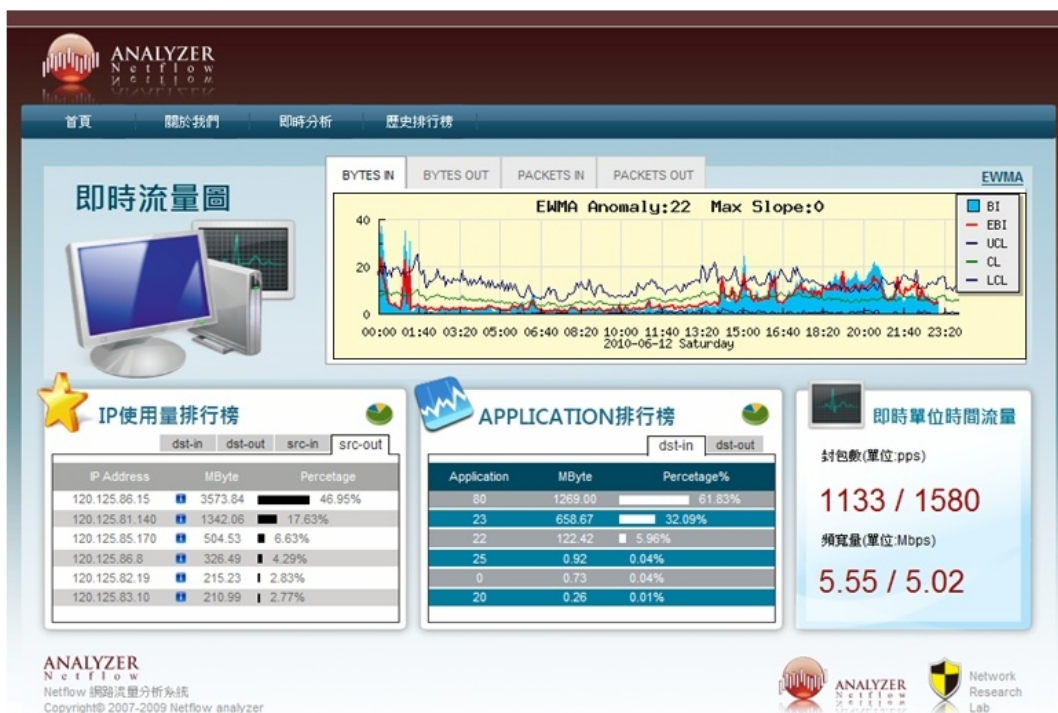 ANALYZER
Netflow
首頁 關於我們 即時分析 歷史排行榜
即時流量圖
BYTES IN BYTES OUT PACKETS IN PACKETS OUT
EWMA
EWMA Anomaly:22 Max Slope:0
40
20
0
00:00 01:40 03:20 05:00 06:40 08:20 10:00 11:40 13:20 15:00 16:40 18:20 20:00 21:40 23:20
2010-06-12 Saturday
BI
EBI
UCL
CL
LCL
IP使用量排行榜
dst-in dst-out src-in src-out
IP Address MByte Percetage
120.125.86.15 3573.84 46.95%
120.125.81.140 1342.06 17.63%
120.125.85.170 504.53 6.63%
120.125.86.8 326.49 4.29%
120.125.82.19 215.23 2.83%
120.125.83.10 210.99 2.77%
APPLICATION排行榜
dst-in dst-out
Application MByte Percetage%
80 1269.00 61.83%
23 658.67 32.09%
22 122.42 5.96%
25 0.92 0.04%
0 0.73 0.04%
20 0.26 0.01%
即時單位時間流量
封包數(單位:pps)
1133 / 1580
頻寬量(單位:Mbps)
5.55 / 5.02
ANALYZER
Netflow
Netflow 網路流量分析系統
Copyright© 2007-2009 Netflow analyzer
ANALYZER
Netflow
Network
Research
Lab